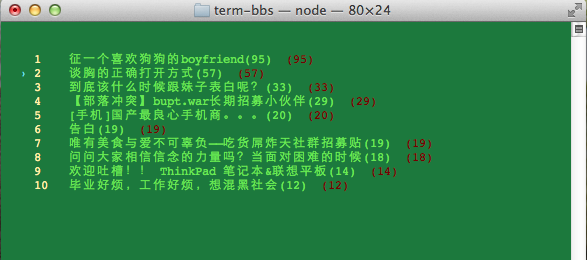 term-bbs — node — 80×24
1 征一个喜欢狗狗的boyfriend(95) (95)
› 2 谈胸的正确打开方式(57) (57)
3 到底该什么时候跟妹子表白呢？(33) (33)
4 【部落冲突】bupt.war长期招募小伙伴(29) (29)
5 [手机]国产最良心手机商。。。(20) (20)
6 告白(19) (19)
7 唯有美食与爱不可辜负——吃货屌炸天社群招募贴(19) (19)
8 问问大家相信信念的力量吗？当面对困难的时候(18) (18)
9 欢迎吐槽！！ ThinkPad 笔记本&联想平板(14) (14)
10 毕业好烦，工作好烦，想混黑社会(12) (12)